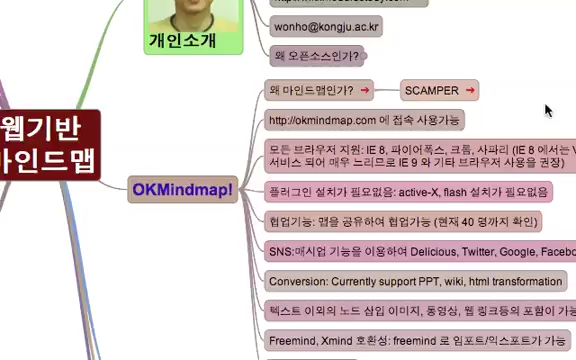 개인소개
wonho@kongju.ac.kr
왜 오픈소스인가?
웹기반
마인드맵
OKMindmap!
왜 마인드맵인가?
SCAMPER
http://okmindmap.com 에 접속 사용가능
모든 브라우저 지원: IE 8, 파이어폭스, 크롬, 사파리 (IE 8 에서는
서비스 되어 매우 느리므로 IE 9 와 기타 브라우저 사용을 권장)
플러그인 설치가 필요없음: active-X, flash 설치가 필요없음
협업기능: 맵을 공유하여 협업가능 (현재 40 명까지 확인)
SNS:매시업 기능을 이용하여 Delicious, Twitter, Google, Facebo
Conversion: Currently support PPT, wiki, html transformation
텍스트 이외의 노드 삽입 이미지, 동영상, 웹 링크등의 포함이 가능
Freemind, Xmind 호환성: freemind 로 임포트/익스포트가 가능